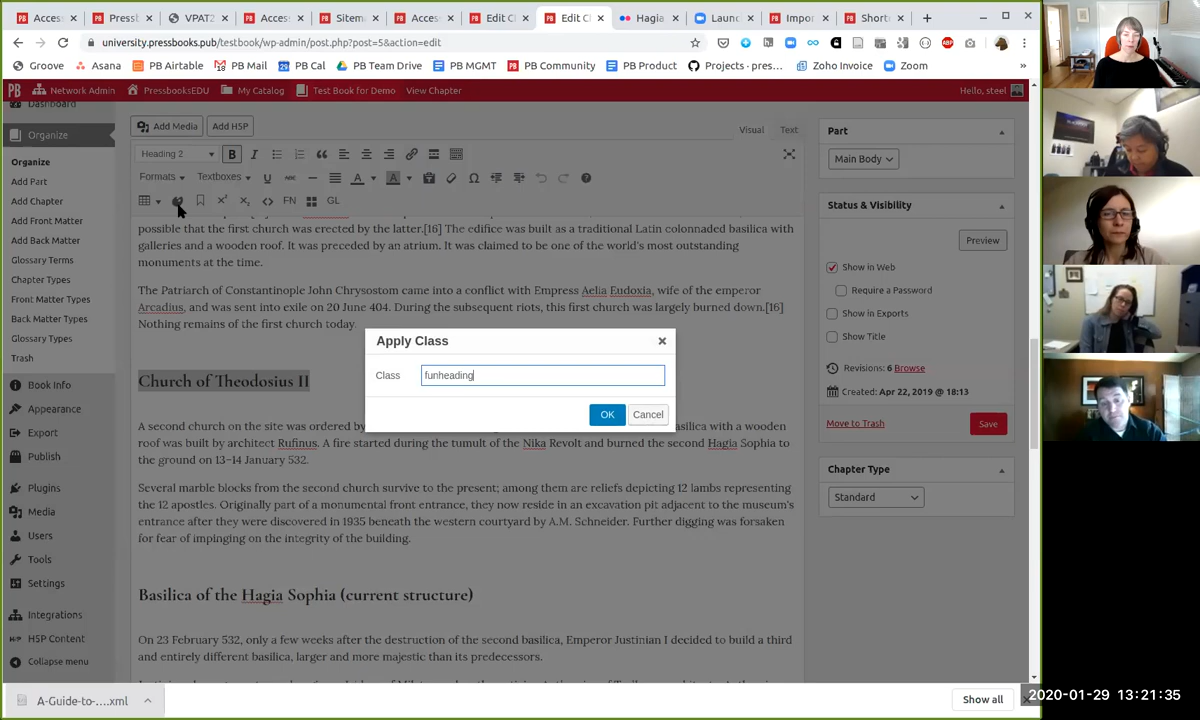 Access
Pressb
VPAT2
Access
Sitem
Access
Edit Cl
Edit Cl
Hagia
Laun
Impor
Short
university.pressbooks.pub/testbook/wp-admin/post.php?post=5&action=edit
Groove
Asana
PB Airtable
PB Mail
PB Cal
PB Team Drive
PB MGMT
PB Community
PB Product
Projects - pres...
Zoho Invoice
Zoom
»
Network Admin
PressbooksEDU
My Catalog
Test Book for Demo
View Chapter
Hello, steel
Dashboard
Organize
Organize
Add Part
Add Chapter
Add Front Matter
Add Back Matter
Glossary Terms
Chapter Types
Front Matter Types
Back Matter Types
Glossary Types
Trash
Book Info
Appearance
Export
Publish
Plugins
Media
Users
Tools
Settings
Integrations
H5P Content
Collapse menu
Add Media
Add H5P
Visual
Text
Heading 2
Formats
Textboxes
FN
GL
possible that the first church was erected by the latter.[16] The edifice was built as a traditional Latin colonnaded basilica with
galleries and a wooden roof. It was preceded by an atrium. It was claimed to be one of the world's most outstanding
monuments at the time.
The Patriarch of Constantinople John Chrysostom came into a conflict with Empress Aelia Eudoxia, wife of the emperor
Arcadius, and was sent into exile on 20 June 404. During the subsequent riots, this first church was largely burned down.[16]
Nothing remains of the first church today.
Church of Theodosius II
A second church on the site was ordered by
asilica with a wooden
roof was built by architect Rufinus. A fire started during the tumult of the Nika Revolt and burned the second Hagia Sophia to
the ground on 13–14 January 532.
Several marble blocks from the second church survive to the present; among them are reliefs depicting 12 lambs representing
the 12 apostles. Originally part of a monumental front entrance, they now reside in an excavation pit adjacent to the museum's
entrance after they were discovered in 1935 beneath the western courtyard by A.M. Schneider. Further digging was forsaken
for fear of impinging on the integrity of the building.
Basilica of the Hagia Sophia (current structure)
On 23 February 532, only a few weeks after the destruction of the second basilica, Emperor Justinian I decided to build a third
and entirely different basilica, larger and more majestic than its predecessors.
Apply Class
Class
funheading
OK
Cancel
Part
Main Body
Status & Visibility
Preview
Show in Web
Require a Password
Show in Exports
Show Title
Revisions: 6 Browse
Created: Apr 22, 2019 @ 18:13
Move to Trash
Save
Chapter Type
Standard
A-Guide-to-....xml
Show all
2020-01-29 13:21:35